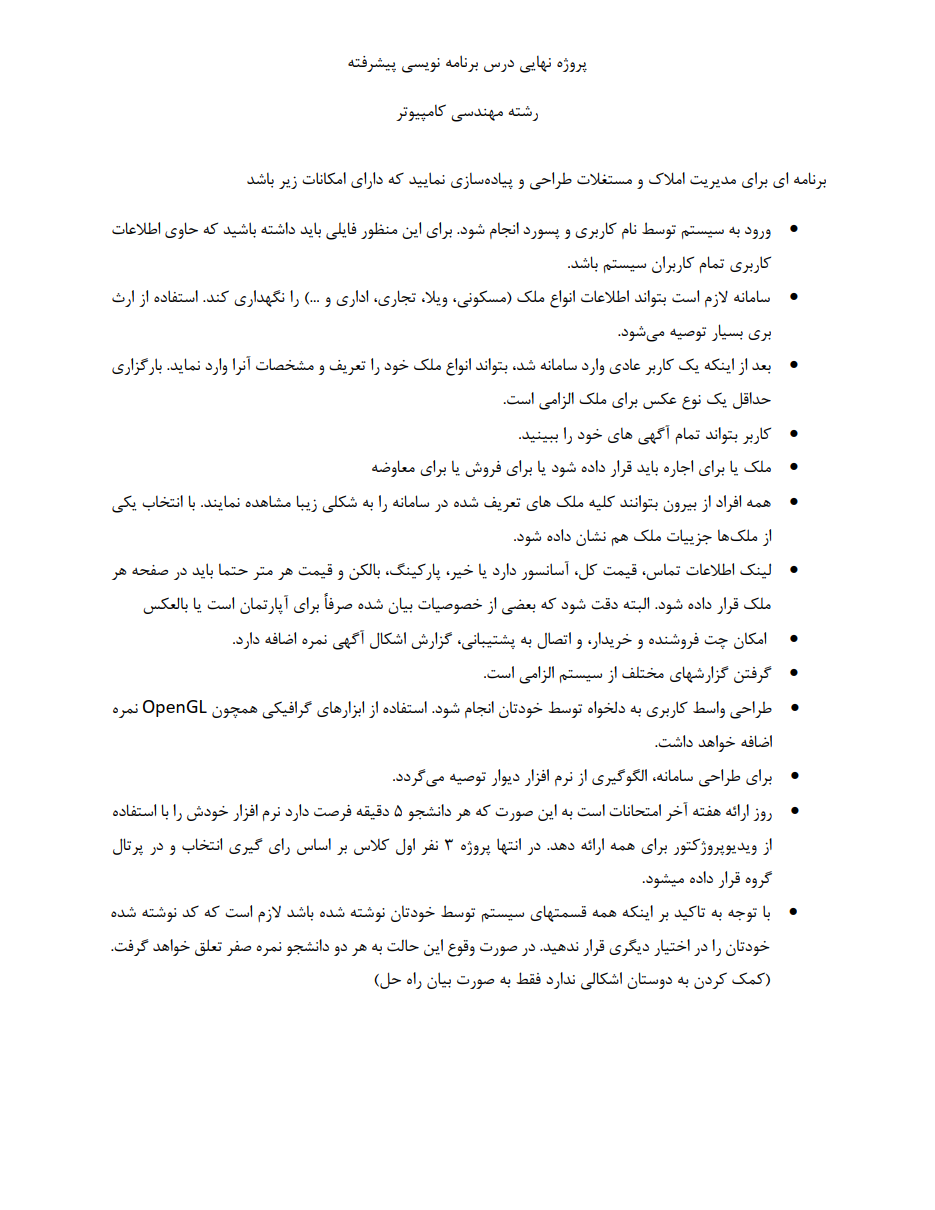 پروژه نهایی درس برنامه نویسی پیشرفته
رشته مهندسی کامپیوتر
برنامه ای برای مدیریت املاک و مستغلات طراحی و پیاده‌سازی نمایید که دارای امکانات زیر باشد
• ورود به سیستم توسط نام کاربری و پسورد انجام شود. برای این منظور فایلی باید داشته باشید که حاوی اطلاعات
کاربری تمام کاربران سیستم باشد.
• سامانه لازم است بتواند اطلاعات انواع ملک (مسکونی، ویلا، تجاری، اداری و ...) را نگهداری کند. استفاده از ارث
بری بسیار توصیه می‌شود.
• بعد از اینکه یک کاربر عادی وارد سامانه شد، بتواند انواع ملک خود را تعریف و مشخصات آنرا وارد نماید. بارگزاری
حداقل یک نوع عکس برای ملک الزامی است.
• کاربر بتواند تمام آگهی های خود را ببینید.
• ملک یا برای اجاره باید قرار داده شود یا برای فروش یا برای معاوضه
• همه افراد از بیرون بتوانند کلیه ملک های تعریف شده در سامانه را به شکلی زیبا مشاهده نمایند. با انتخاب یکی
از ملک‌ها جزییات ملک هم نشان داده شود.
• لینک اطلاعات تماس، قیمت کل، آسانسور دارد یا خیر، پارکینگ، بالکن و قیمت هر متر حتما باید در صفحه هر
ملک قرار داده شود. البته دقت شود که بعضی از خصوصیات بیان شده صرفاً برای آپارتمان است یا بالعکس
• امکان چت فروشنده و خریدار، و اتصال به پشتیبانی، گزارش اشکال آگهی نمره اضافه دارد.
• گرفتن گزارشهای مختلف از سیستم الزامی است.
• طراحی واسط کاربری به دلخواه توسط خودتان انجام شود. استفاده از ابزارهای گرافیکی همچون OpenGL نمره
اضافه خواهد داشت.
• برای طراحی سامانه، الگوگیری از نرم افزار دیوار توصیه می‌گردد.
• روز ارائه هفته آخر امتحانات است به این صورت که هر دانشجو ۵ دقیقه فرصت دارد نرم افزار خودش را با استفاده
از ویدیوپروژکتور برای همه ارائه دهد. در انتها پروژه ۳ نفر اول کلاس بر اساس رای گیری انتخاب و در پرتال
گروه قرار داده میشود.
• با توجه به تاکید بر اینکه همه قسمتهای سیستم توسط خودتان نوشته شده باشد لازم است که کد نوشته شده
خودتان را در اختیار دیگری قرار ندهید. در صورت وقوع این حالت به هر دو دانشجو نمره صفر تعلق خواهد گرفت.
(کمک کردن به دوستان اشکالی ندارد فقط به صورت بیان راه حل)